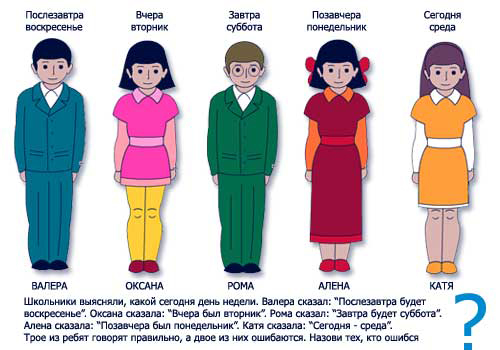 Послезавтра воскресенье
Вчера вторник
Завтра суббота
Позавчера понедельник
Сегодня среда
ВАЛЕРА
ОКСАНА
РОМА
АЛЕНА
КАТЯ
Школьники выясняли, какой сегодня день недели. Валера сказал: “Послезавтра будет
воскресенье”. Оксана сказала: “Вчера был вторник”. Рома сказал: “Завтра будет суббота”.
Алена сказала: “Позавчера был понедельник”. Катя сказала: “Сегодня - среда”.
Трое из ребят говорят правильно, а двое из них ошибаются. Назови тех, кто ошибся
?